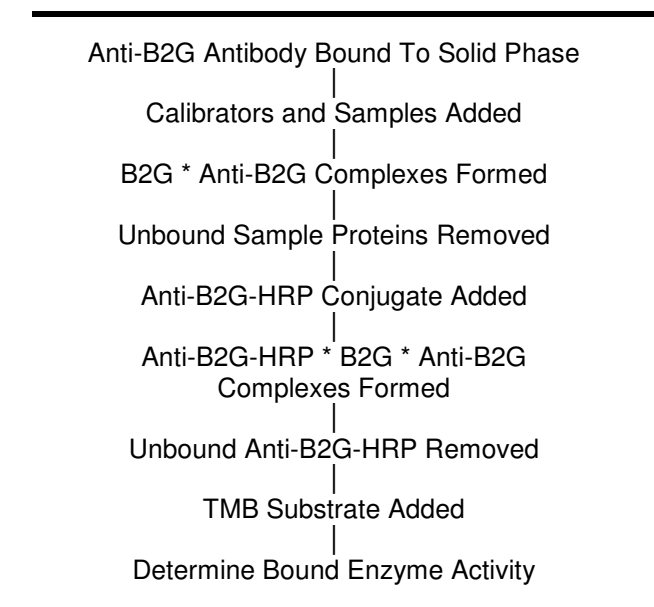 Anti-B2G Antibody Bound To Solid Phase
Calibrators and Samples Added
B2G * Anti-B2G Complexes Formed
Unbound Sample Proteins Removed
Anti-B2G-HRP Conjugate Added
Anti-B2G-HRP * B2G * Anti-B2G
Complexes Formed
Unbound Anti-B2G-HRP Removed
TMB Substrate Added
Determine Bound Enzyme Activity